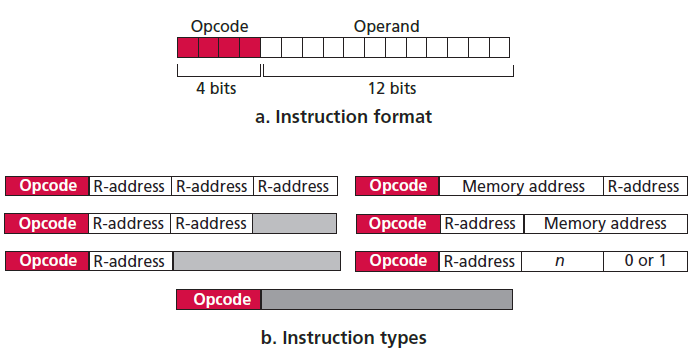 Opcode Operand
4 bits 12 bits
a. Instruction format
Opcode R-address R-address R-address Opcode Memory address R-address
Opcode R-address R-address Opcode R-address Memory address
Opcode R-address Opcode R-address n 0 or 1
Opcode
b. Instruction types